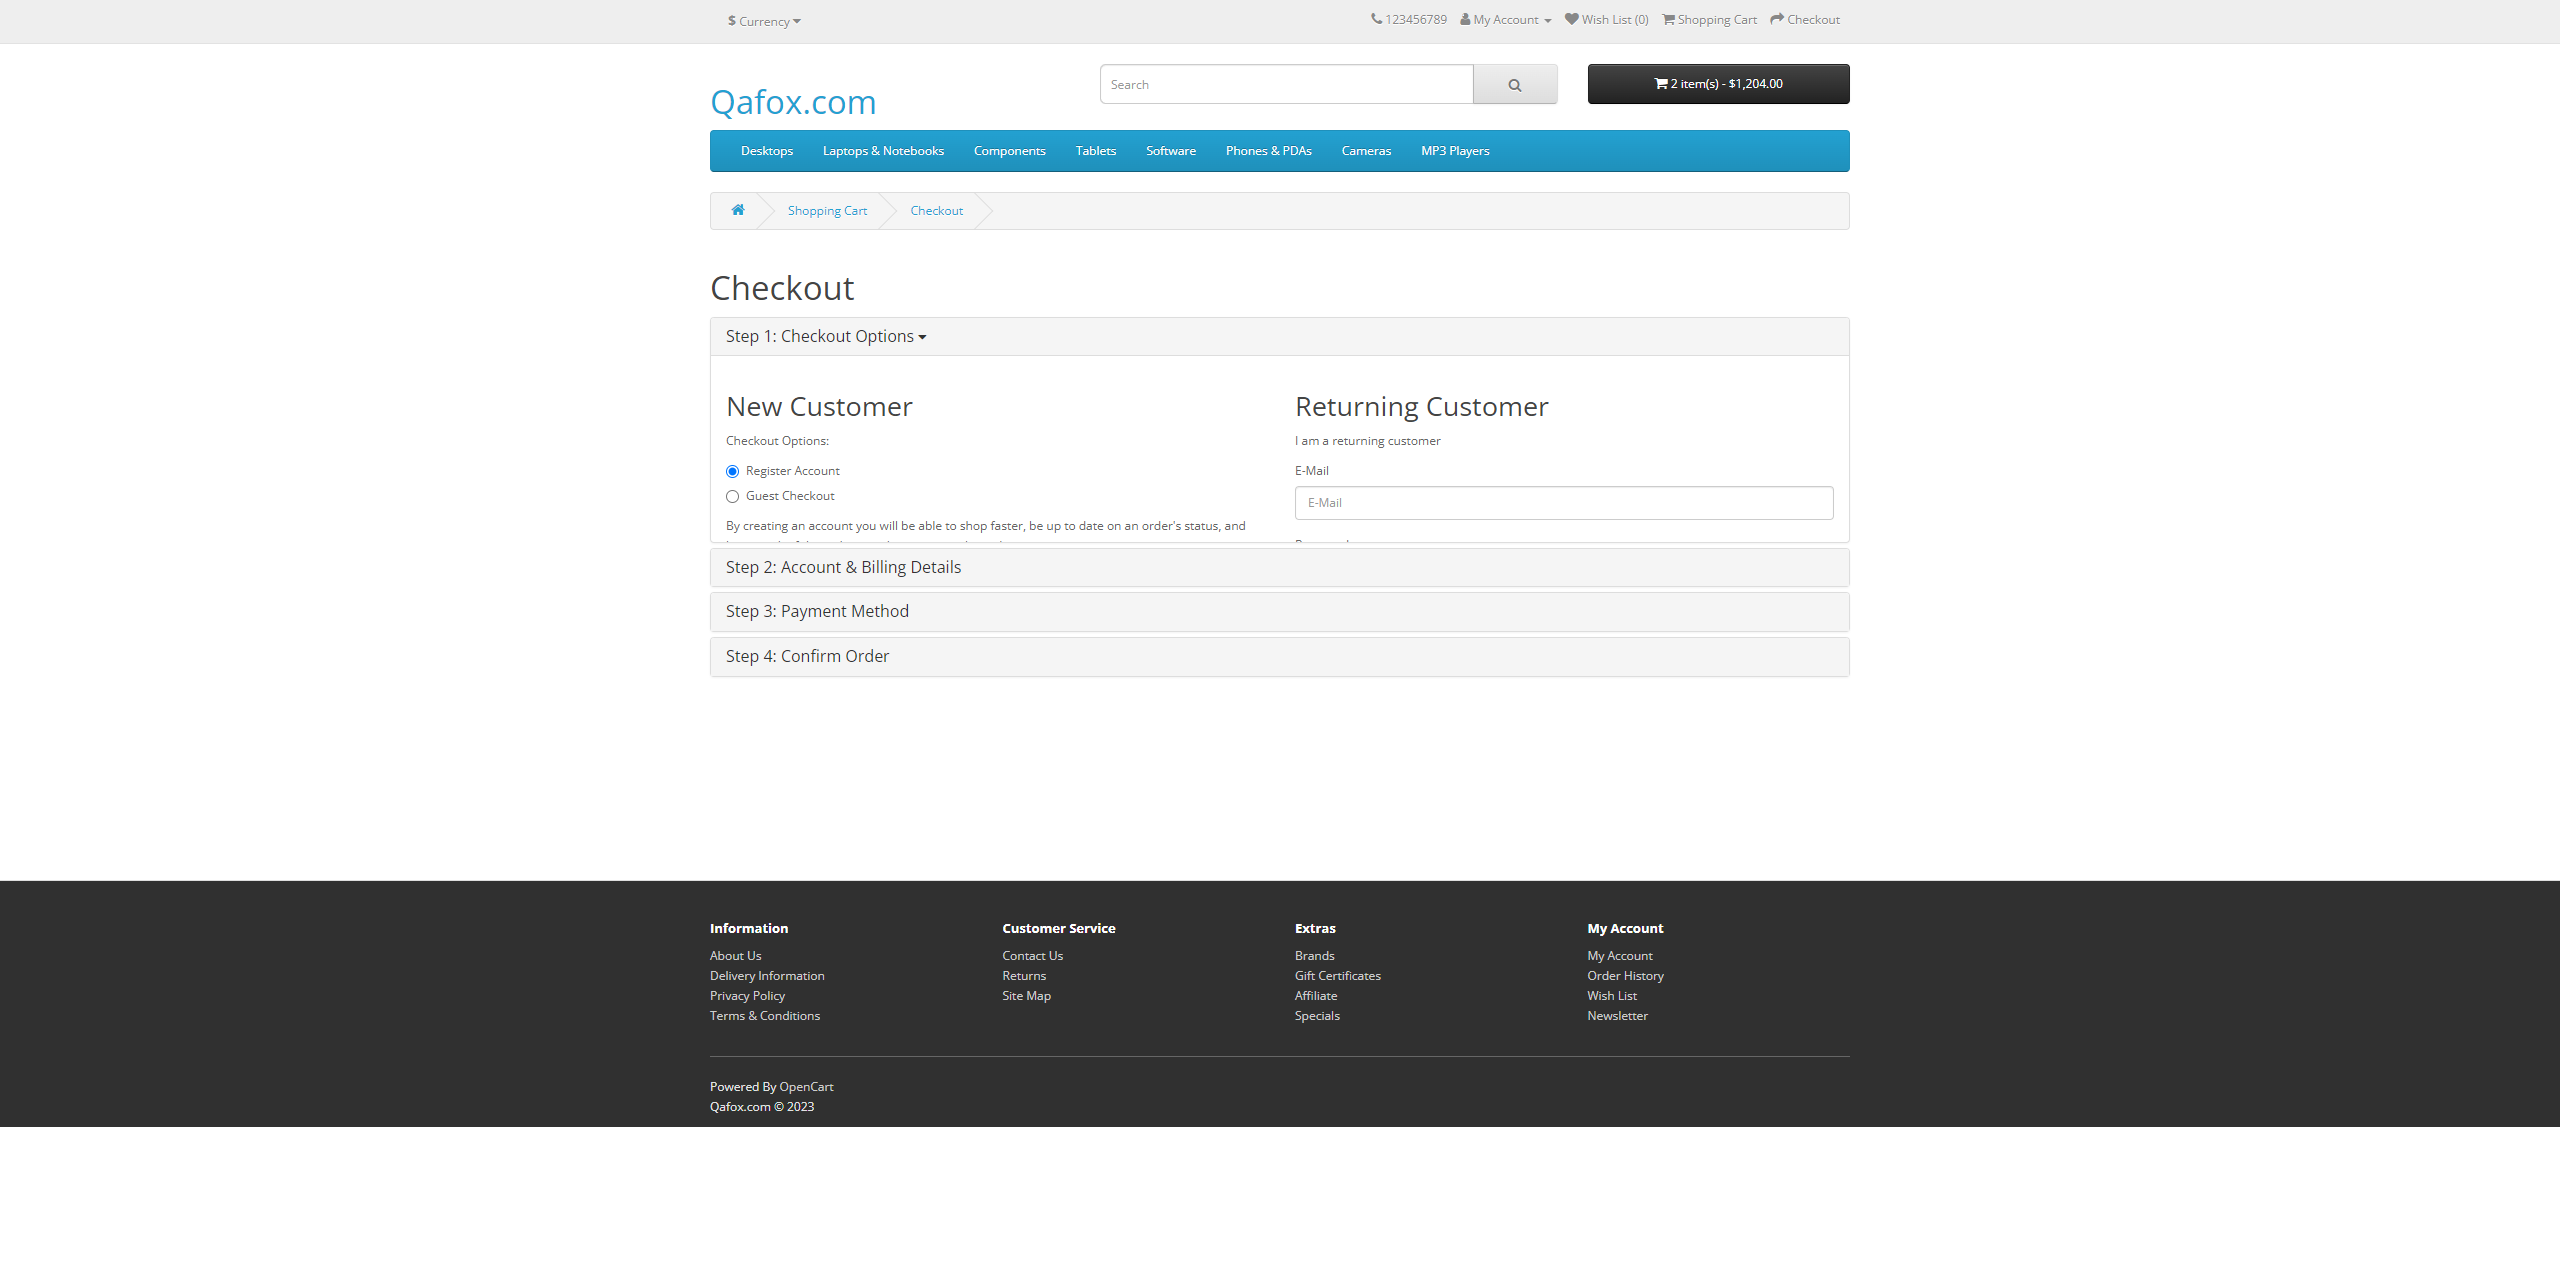 $ Currency
123456789 My Account Wish List (0) Shopping Cart Checkout
Qafox.com
Search
2 item(s) - $1,204.00
Desktops Laptops & Notebooks Components Tablets Software Phones & PDAs Cameras MP3 Players
Shopping Cart Checkout
Checkout
Step 1: Checkout Options
New Customer
Checkout Options:
Register Account
Guest Checkout
By creating an account you will be able to shop faster, be up to date on an order's status, and
Returning Customer
I am a returning customer
E-Mail
E-Mail
Step 2: Account & Billing Details
Step 3: Payment Method
Step 4: Confirm Order
Information
About Us
Delivery Information
Privacy Policy
Terms & Conditions
Customer Service
Contact Us
Returns
Site Map
Extras
Brands
Gift Certificates
Affiliate
Specials
My Account
My Account
Order History
Wish List
Newsletter
Powered By OpenCart
Qafox.com © 2023